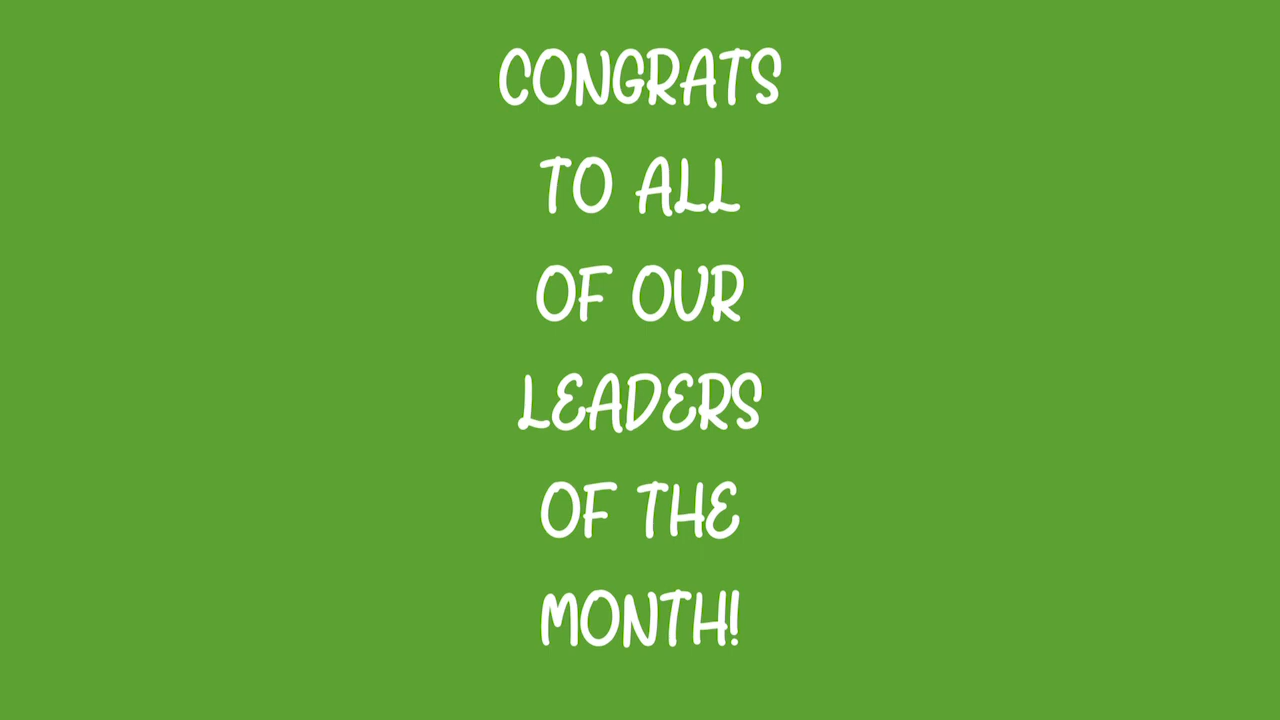 CONGRATS
TO ALL
OF OUR
LEADERS
OF THE
MONTH!